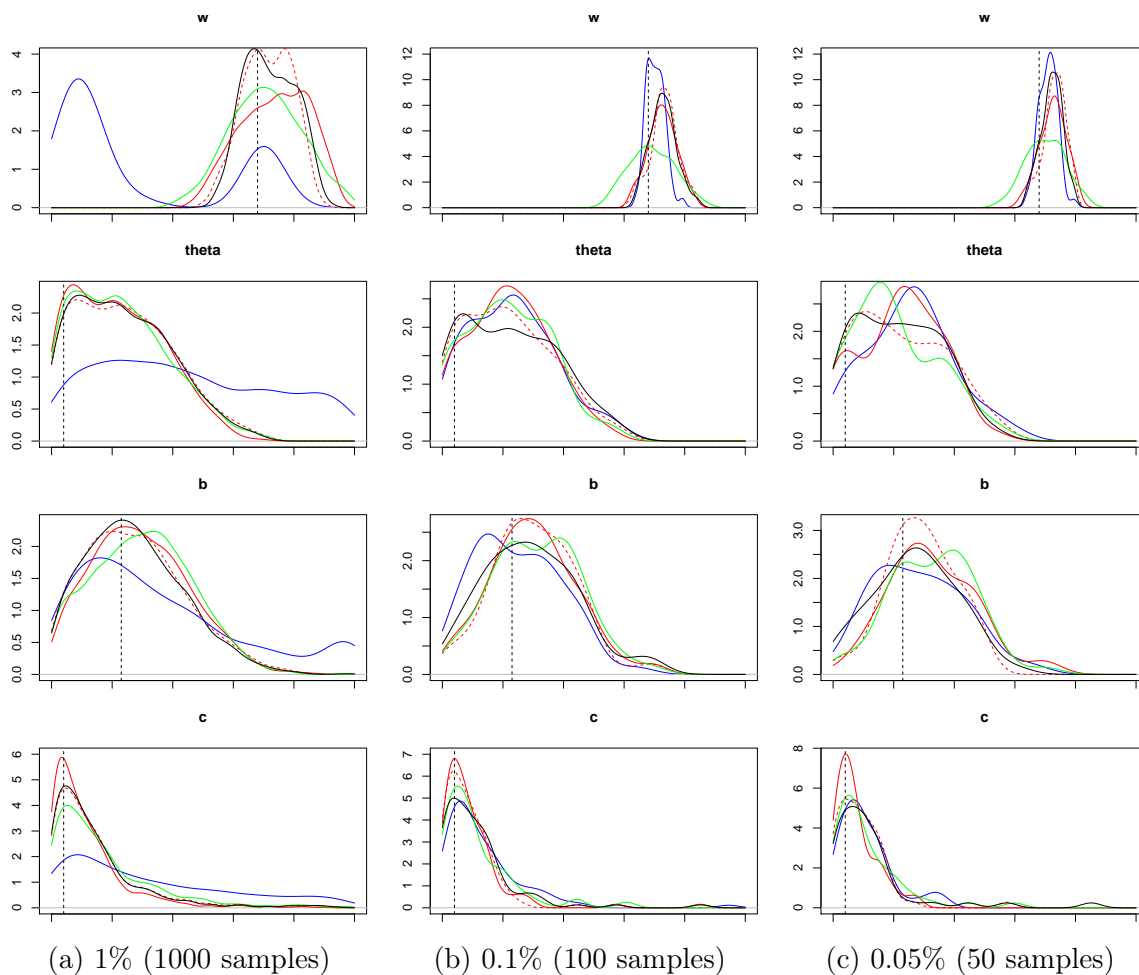 w w w
0 1 2 3 4
0 2 4 6 8 10 12
0 2 4 6 8 10 12
theta theta theta
0.0 0.5 1.0 1.5 2.0
0.0 1.0 2.0
0.0 1.0 2.0
b b b
0.0 0.5 1.0 1.5 2.0
0.0 1.0 2.0
0.0 1.0 2.0 3.0
c c c
0 1 2 3 4 5 6
0 1 2 3 4 5 6 7
0 2 4 6 8
(a) 1% (1000 samples) (b) 0.1% (100 samples) (c) 0.05% (50 samples)